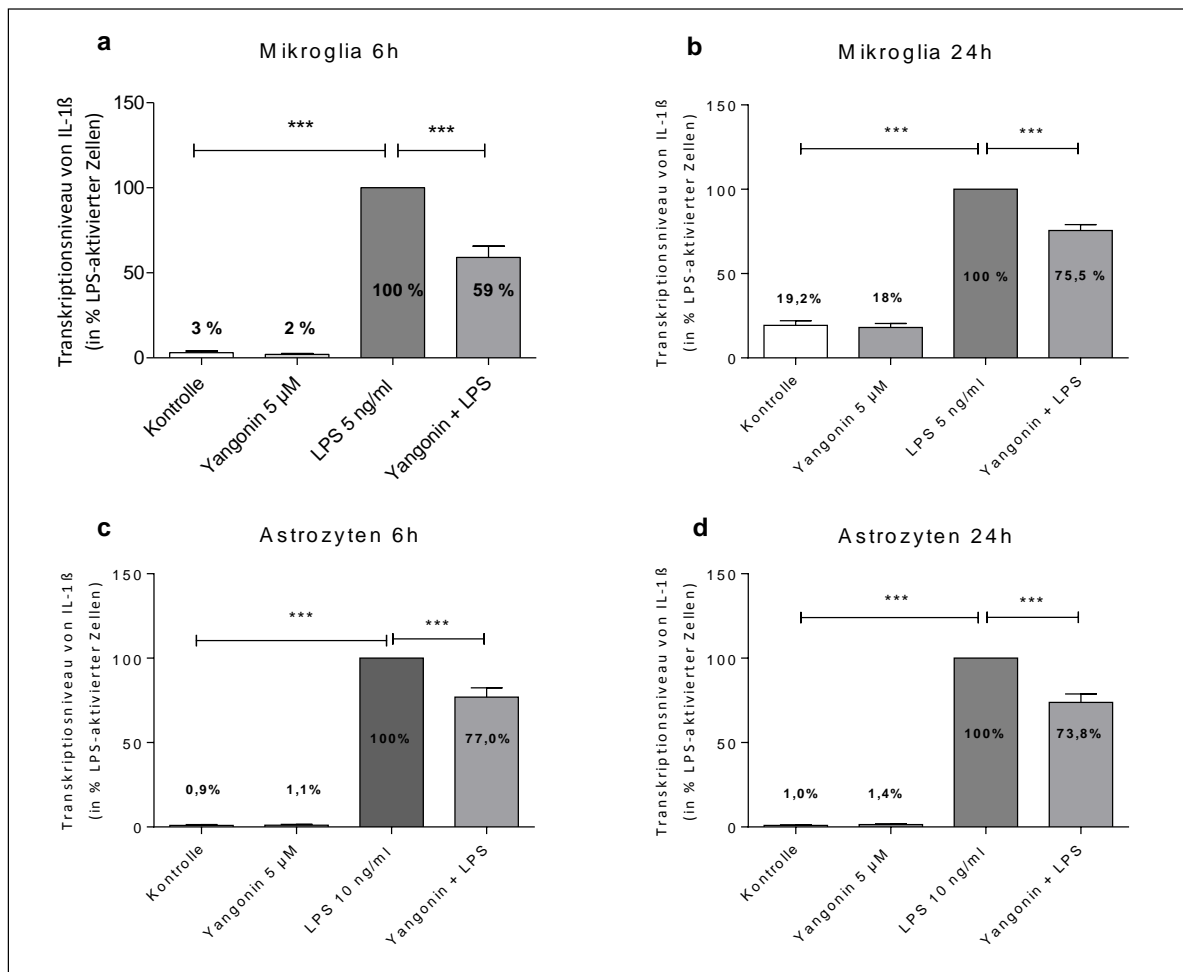 a
Mikroglia 6h
Transkriptionsniveau von IL-1ß
(in % LPS-aktivierter Zellen)
150
100
50
0
***
***
3 %
2 %
100 %
59 %
Kontrolle
Yangonin 5 µM
LPS 5 ng/ml
Yangonin + LPS
b
Mikroglia 24h
Transkriptionsniveau von IL-1ß
(in % LPS-aktivierter Zellen)
150
100
50
0
***
***
19,2%
18%
100 %
75,5 %
Kontrolle
Yangonin 5 µM
LPS 5 ng/ml
Yangonin + LPS
c
Astrozyten 6h
Transkriptiosniveau von IL-1ß
(in % LPS-aktivierter Zellen)
150
100
50
0
***
***
0,9%
1,1%
100%
77,0%
Kontrolle
Yangonin 5 µM
LPS 10 ng/ml
Yangonin + LPS
d
Astrozyten 24h
Transkriptionsniveau von IL-1ß
(in % LPS-aktivierter Zellen)
150
100
50
0
***
***
1,0%
1,4%
100%
73,8%
Kontrolle
Yangonin 5 µM
LPS 10 ng/ml
Yangonin + LPS